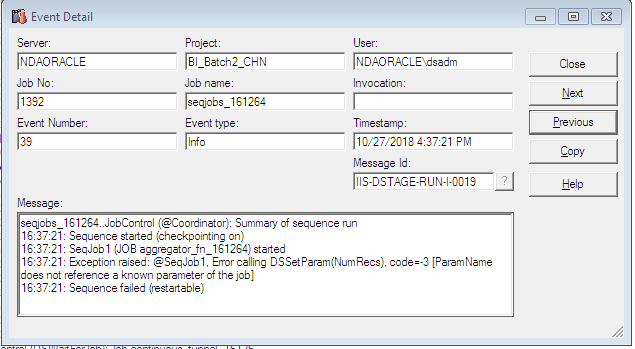 Event Detail
Server: Project: User:
NDAORACLE BI_Batch2_CHN NDAORACLE\dsadm
Close
Job No: Job name: Invocation:
1392 seqjobs_161264
Next
Event Number: Event type: Timestamp:
39 Info 10/27/2018 4:37:21 PM
Previous
Message Id:
IIS-DSTAGE-RUN-I-0019 ?
Copy
Help
Message:
seqjobs_161264..JobControl (@Coordinator): Summary of sequence run
16:37:21: Sequence started (checkpointing on)
16:37:21: SeqJob1 (JOB aggregator_fn_161264) started
16:37:21: Exception raised: @SeqJob1, Error calling DSSetParam(NumRecs), code=-3 [ParamName
does not reference a known parameter of the job]
16:37:21: Sequence failed (restartable)